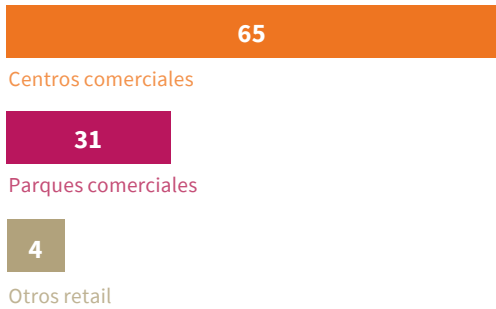 65
Centros comerciales
31
Parques comerciales
4
Otros retail